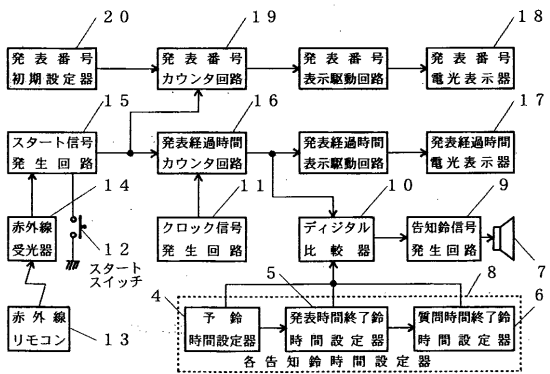 20
19
18
発表番号
初期設定器
発表番号
カウンタ回路
発表番号
表示駆動回路
発表番号
電光表示器
15
16
17
スタート信号
発生回路
発表経過時間
カウンタ回路
発表経過時間
表示駆動回路
発表経過時間
電光表示器
14
11
10
9
赤外線
受光器
12
スタート
スイッチ
クロック信号
発生回路
ディジタル
比較器
告知鈴信号
発生回路
7
5
8
4
6
赤外線
リモコン
13
予鈴
時間設定器
発表時間終了鈴
時間設定器
質問時間終了鈴
時間設定器
各告知鈴時間設定器